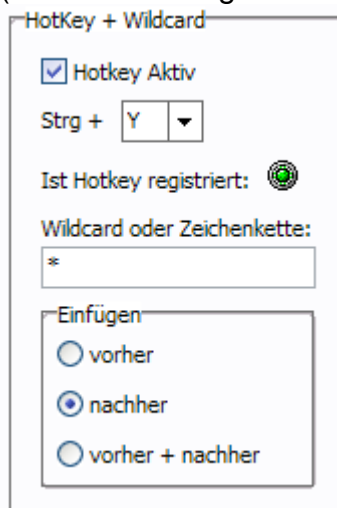 HotKey + Wildcard
Hotkey Aktiv
Strg + Y
Ist Hotkey registriert:
Wildcard oder Zeichenkette:
*
Einfügen
vorher
nachher
vorher + nachher